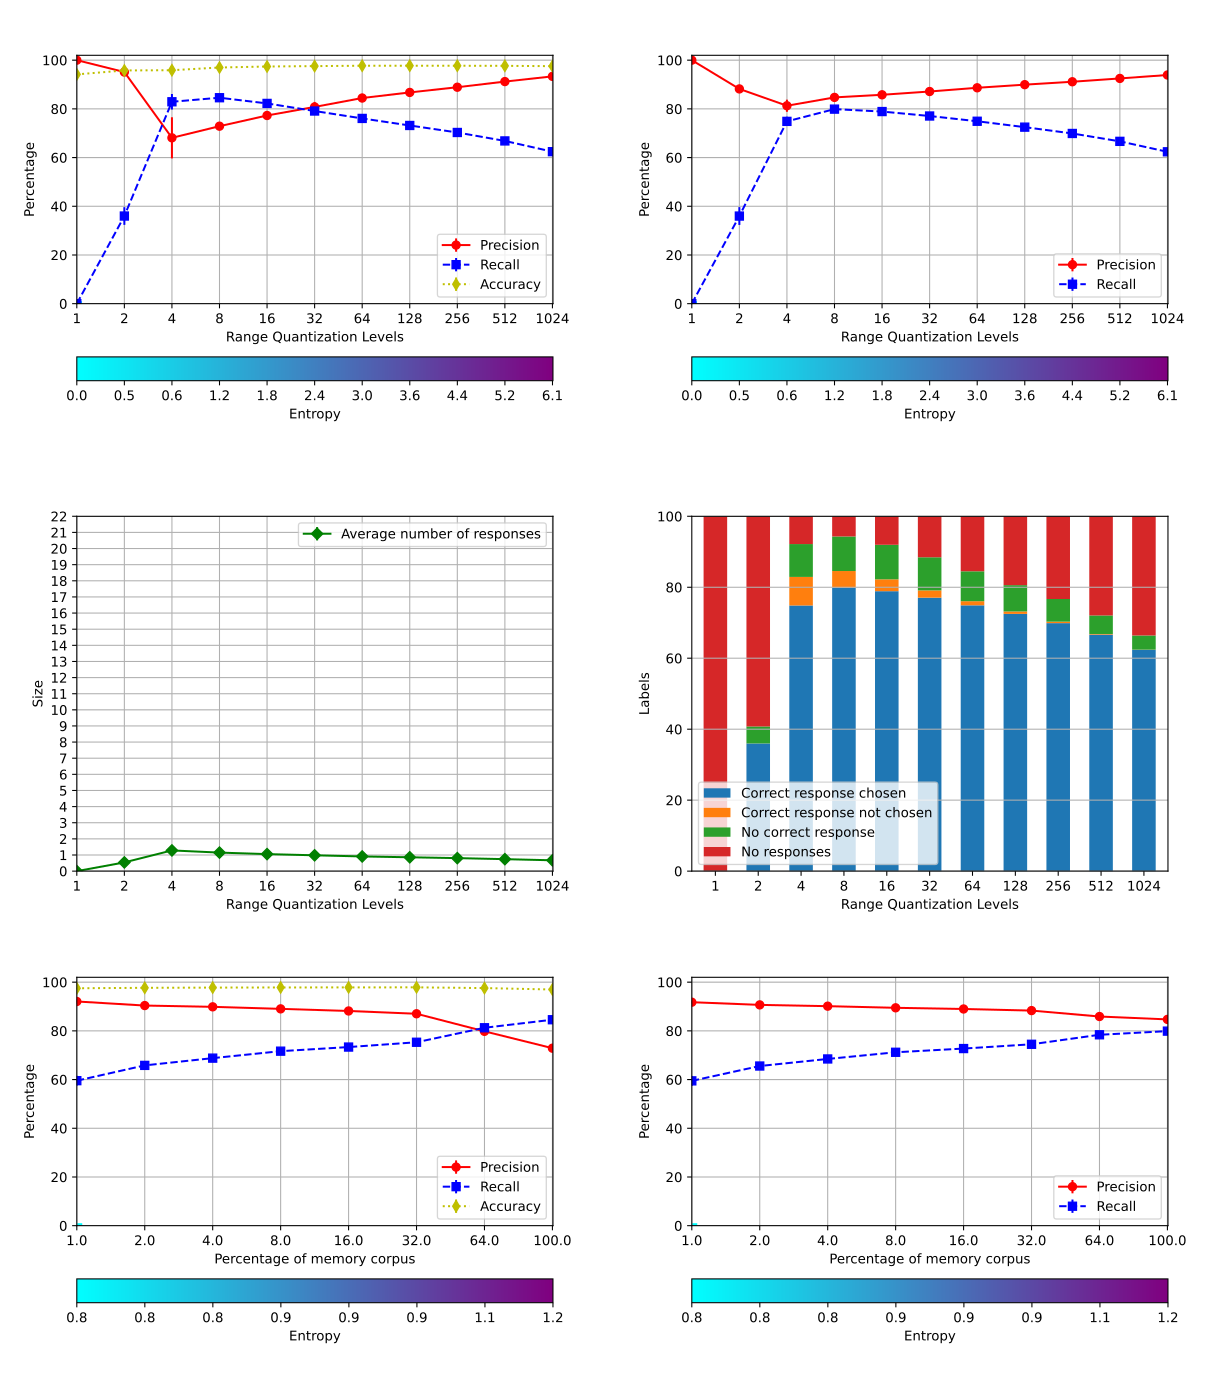 100
80
60
40
20
0
Percentage
Precision
Recall
Accuracy
1 2 4 8 16 32 64 128 256 512 1024
Range Quantization Levels
0.0 0.5 0.6 1.2 1.8 2.4 3.0 3.6 4.4 5.2 6.1
Entropy
100
80
60
40
20
0
Percentage
Precision
Recall
1 2 4 8 16 32 64 128 256 512 1024
Range Quantization Levels
0.0 0.5 0.6 1.2 1.8 2.4 3.0 3.6 4.4 5.2 6.1
Entropy
22
21
20
19
18
17
16
15
14
13
12
11
10
9
8
7
6
5
4
3
2
1
0
Size
Average number of responses
1 2 4 8 16 32 64 128 256 512 1024
Range Quantization Levels
100
80
60
40
20
0
Labels
Correct response chosen
Correct response not chosen
No correct response
No responses
1 2 4 8 16 32 64 128 256 512 1024
Range Quantization Levels
100
80
60
40
20
0
Percentage
Precision
Recall
Accuracy
1.0 2.0 4.0 8.0 16.0 32.0 64.0 100.0
Percentage of memory corpus
0.8 0.8 0.8 0.9 0.9 0.9 1.1 1.2
Entropy
100
80
60
40
20
0
Percentage
Precision
Recall
1.0 2.0 4.0 8.0 16.0 32.0 64.0 100.0
Percentage of memory corpus
0.8 0.8 0.8 0.9 0.9 0.9 1.1 1.2
Entropy